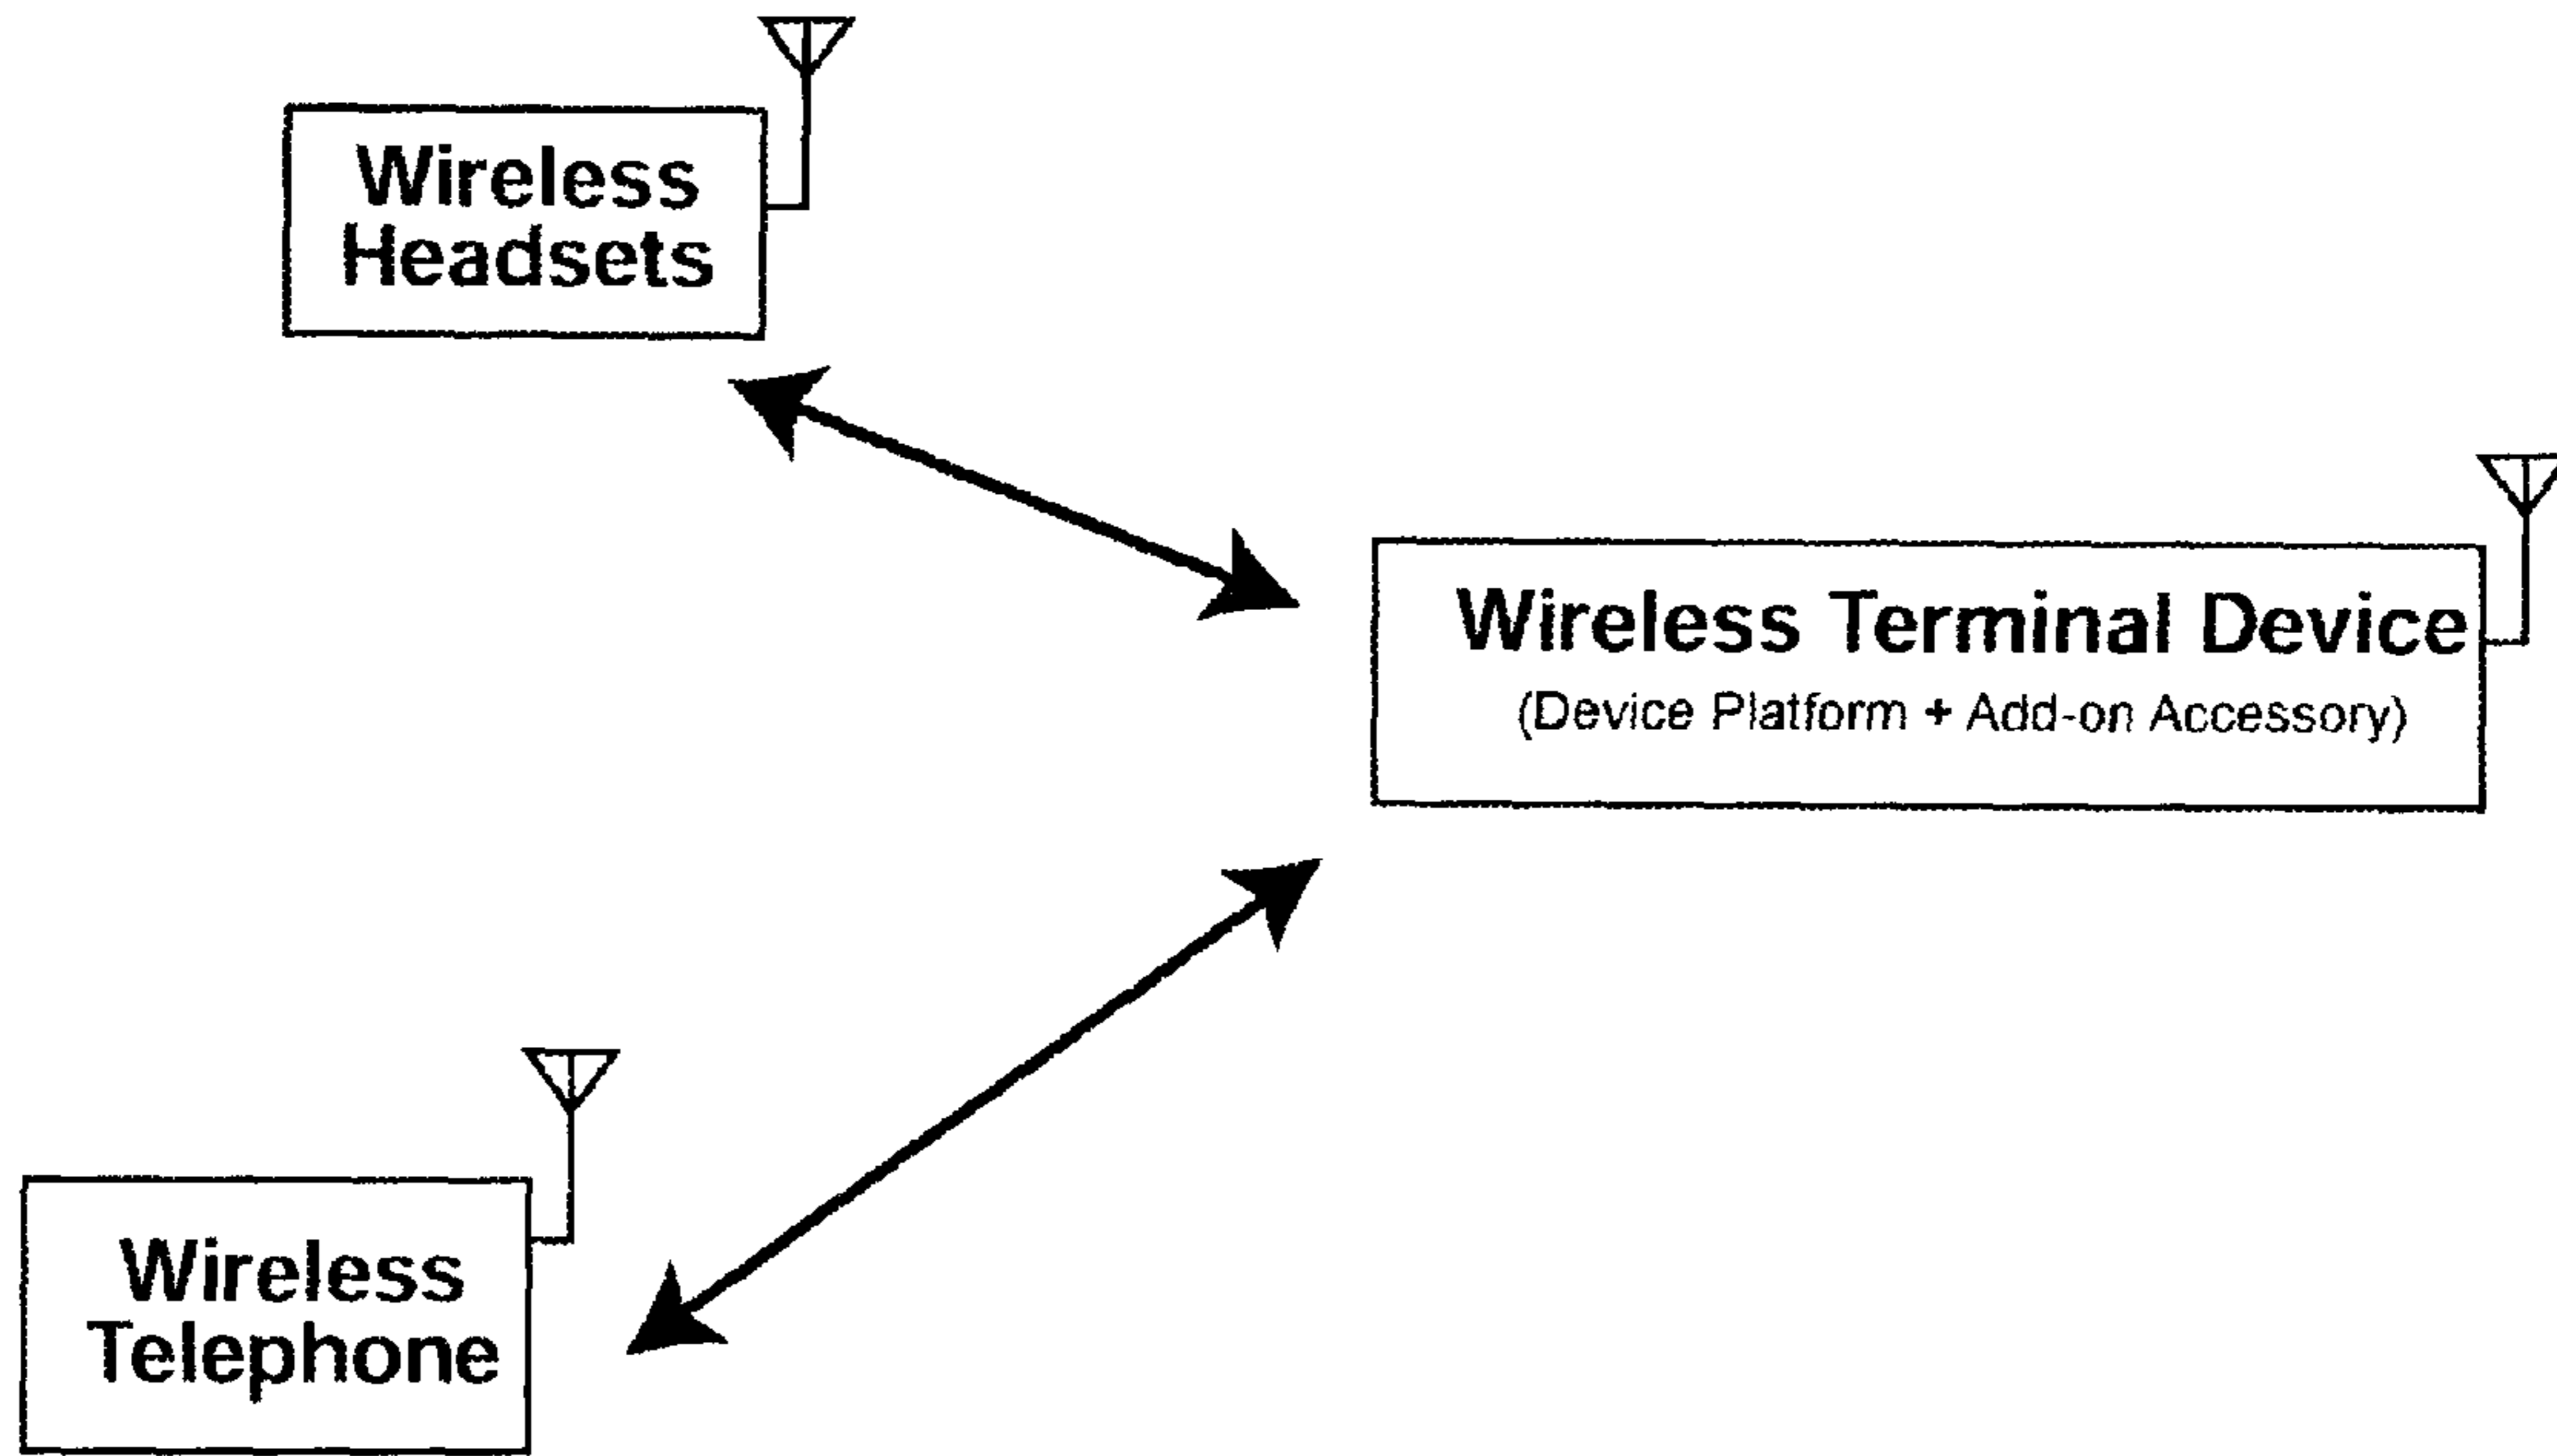 Wireless
Headsets
Wireless Terminal Device
(Device Platform + Add-on Accessory)
Wireless
Telephone